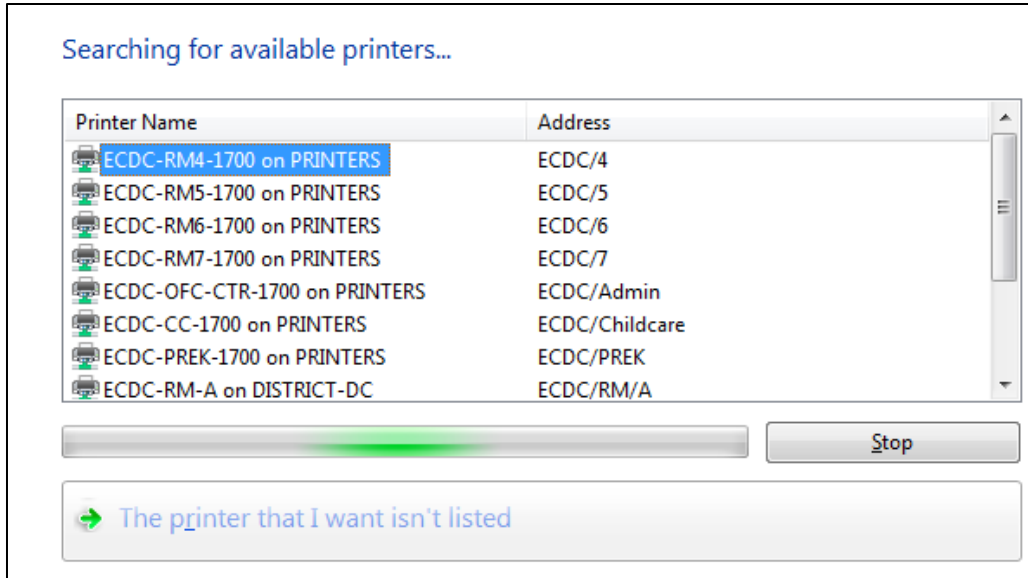 Searching for available printers...
Printer Name Address
ECDC-RM4-1700 on PRINTERS ECDC/4
ECDC-RM5-1700 on PRINTERS ECDC/5
ECDC-RM6-1700 on PRINTERS ECDC/6
ECDC-RM7-1700 on PRINTERS ECDC/7
ECDC-OFC-CTR-1700 on PRINTERS ECDC/Admin
ECDC-CC-1700 on PRINTERS ECDC/Childcare
ECDC-PREK-1700 on PRINTERS ECDC/PREK
ECDC-RM-A on DISTRICT-DC ECDC/RM/A
Stop
The printer that I want isn't listed